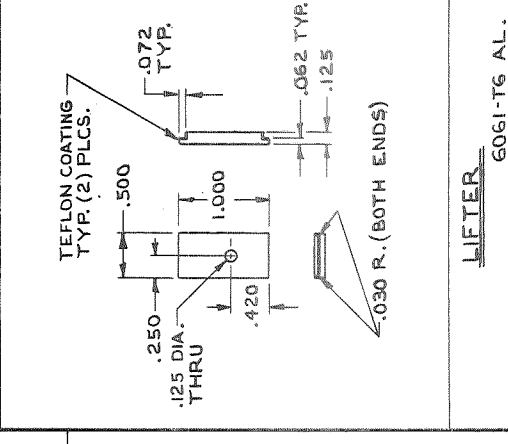 TEFLON COATING
TYP. (2) PLCS.
.072
TYP.
.500
.250
.125 DIA.
THRU
1.000
.420
.062 TYP.
.125
.030 R. (BOTH ENDS)
LIFTER
6061-T6 AL.